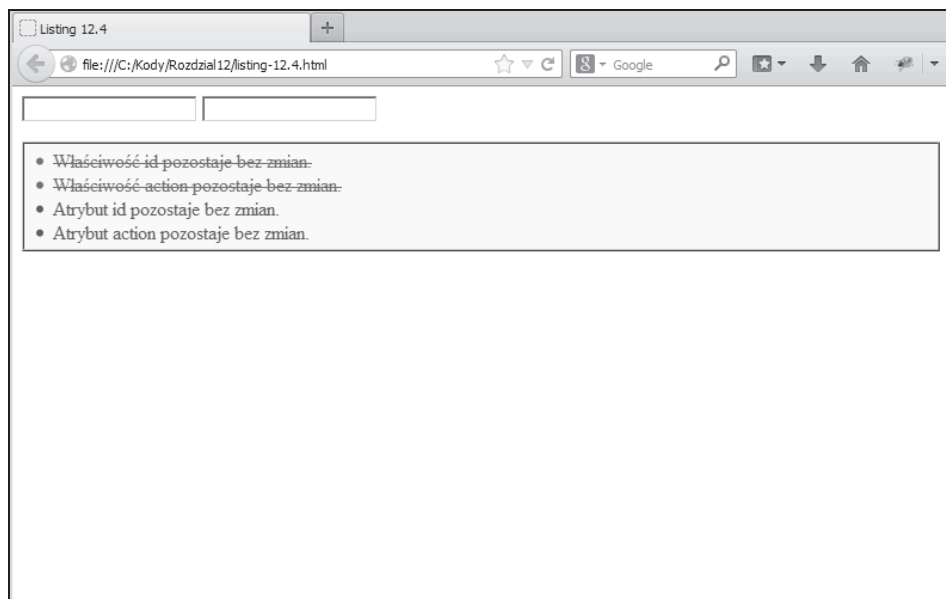 Listing 12.4
file:///C:/Kody/Rozdzial12/listing-12.4.html
8 Google
Właściwość id pozostaje bez zmian.
Właściwość action pozostaje bez zmian.
Atrybut id pozostaje bez zmian.
Atrybut action pozostaje bez zmian.